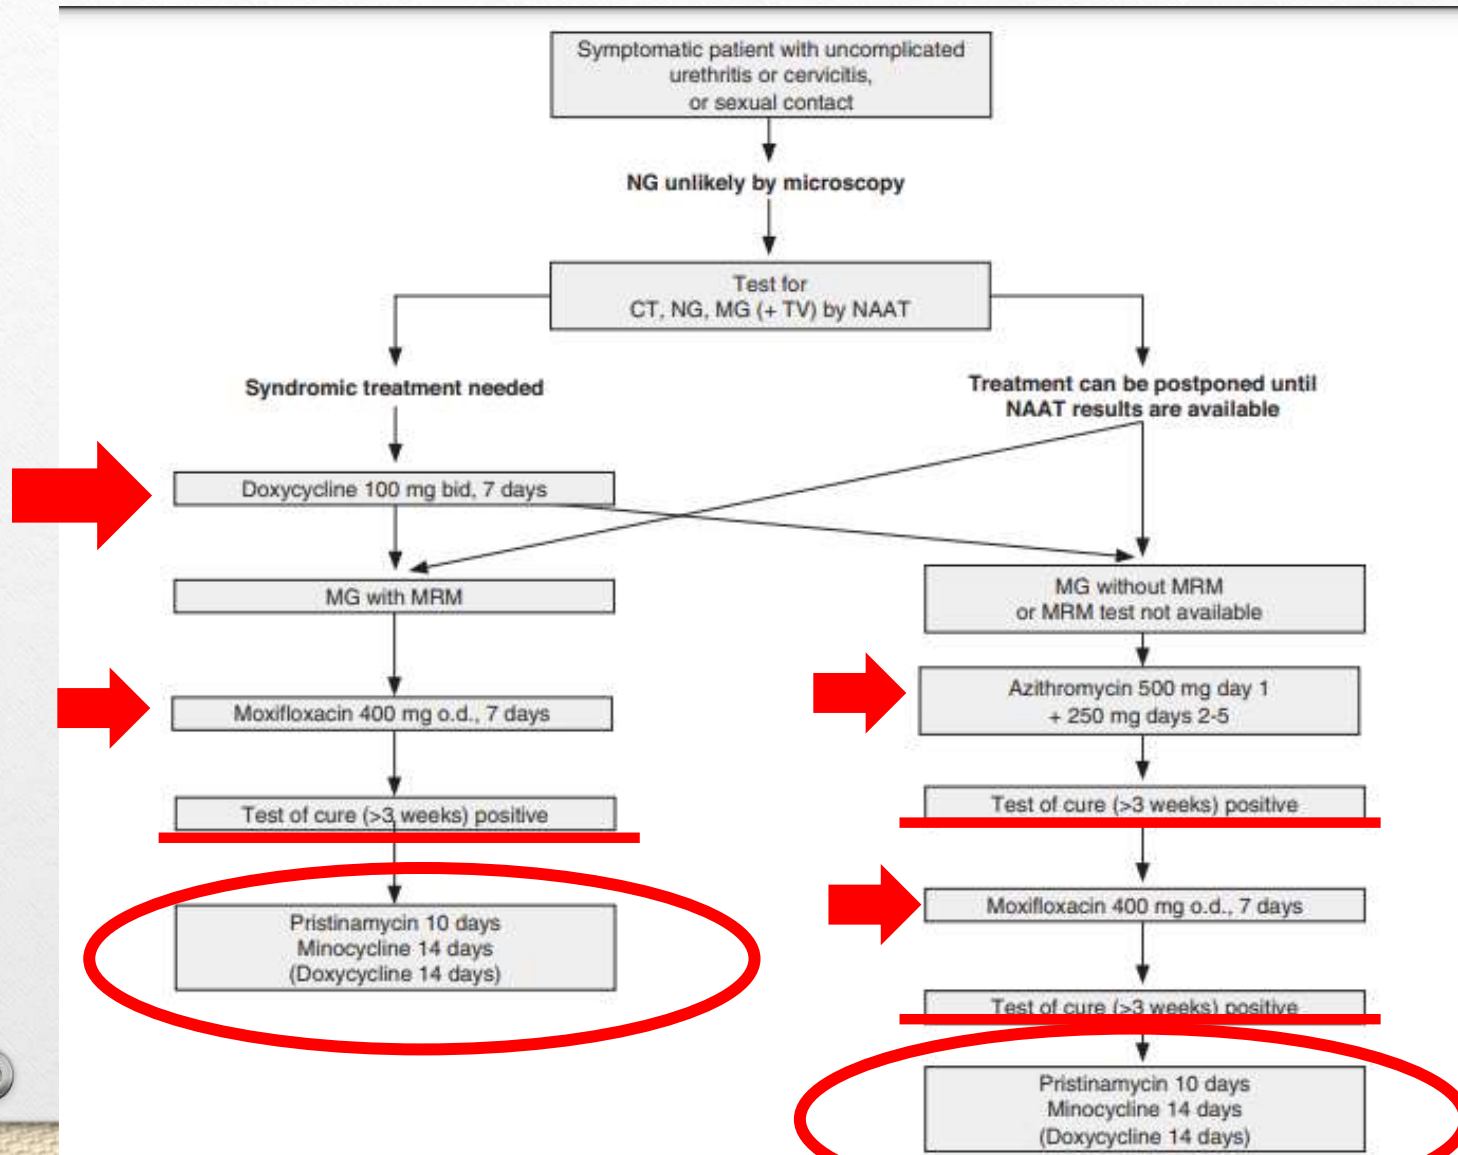 Symptomatic patient with uncomplicated
urethritis or cervicitis,
or sexual contact
NG unlikely by microscopy
Test for
CT, NG, MG (+ TV) by NAAT
Syndromic treatment needed
Treatment can be postponed until
NAAT results are available
Doxycycline 100 mg bid, 7 days
MG with MRM
MG without MRM
or MRM test not available
Moxifloxacin 400 mg o.d., 7 days
Azithromycin 500 mg day 1
+ 250 mg days 2-5
Test of cure (>3 weeks) positive
Test of cure (>3 weeks) positive
Pristinamycin 10 days
Minocycline 14 days
(Doxycycline 14 days)
Moxifloxacin 400 mg o.d., 7 days
Test of cure (>3 weeks) positive
Pristinamycin 10 days
Minocycline 14 days
(Doxycycline 14 days)